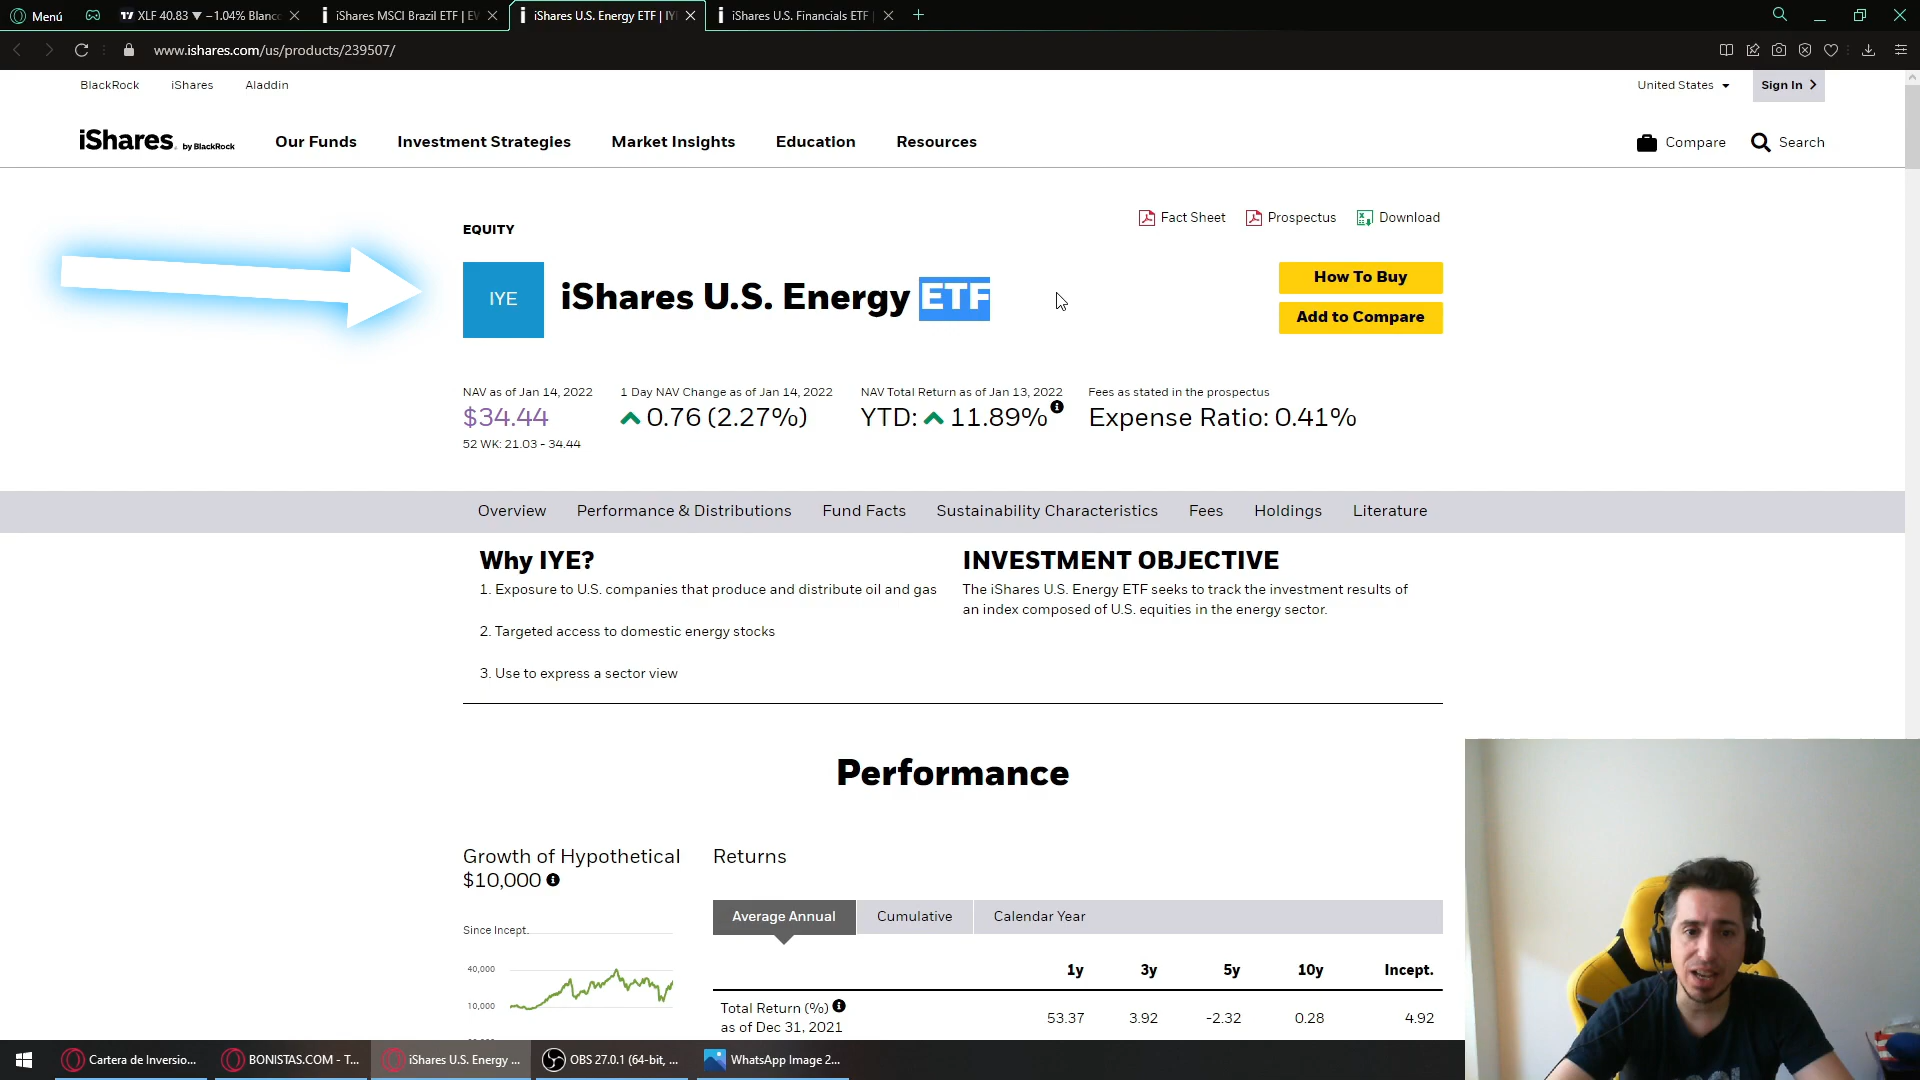 Menú
XLF 40.83 ▼ −1.04% Blanc
iShares MSCI Brazil ETF | E
iShares U.S. Energy ETF | IY
iShares U.S. Financials ETF
www.ishares.com/us/products/239507/
BlackRock
iShares
Aladdin
United States
Sign In
iShares. by BlackRock
Our Funds
Investment Strategies
Market Insights
Education
Resources
Compare
Search
Fact Sheet
Prospectus
Download
EQUITY
IYE
iShares U.S. Energy ETF
How To Buy
Add to Compare
NAV as of Jan 14, 2022
$34.44
52 WK: 21.03 - 34.44
1 Day NAV Change as of Jan 14, 2022
0.76 (2.27%)
NAV Total Return as of Jan 13, 2022
YTD: 11.89%
Fees as stated in the prospectus
Expense Ratio: 0.41%
Overview
Performance & Distributions
Fund Facts
Sustainability Characteristics
Fees
Holdings
Literature
Why IYE?
1. Exposure to U.S. companies that produce and distribute oil and gas
2. Targeted access to domestic energy stocks
3. Use to express a sector view
INVESTMENT OBJECTIVE
The iShares U.S. Energy ETF seeks to track the investment results of
an index composed of U.S. equities in the energy sector.
Performance
Growth of Hypothetical
$10,000
Since Incept.
40,000
10,000
Returns
Average Annual
Cumulative
Calendar Year
1y 3y 5y 10y Incept.
Total Return (%)
as of Dec 31, 2021
53.37 3.92 -2.32 0.28 4.92
Cartera de Inversio...
BONISTAS.COM - T...
iShares U.S. Energy ...
OBS 27.0.1 (64-bit, ...
WhatsApp Image 2...